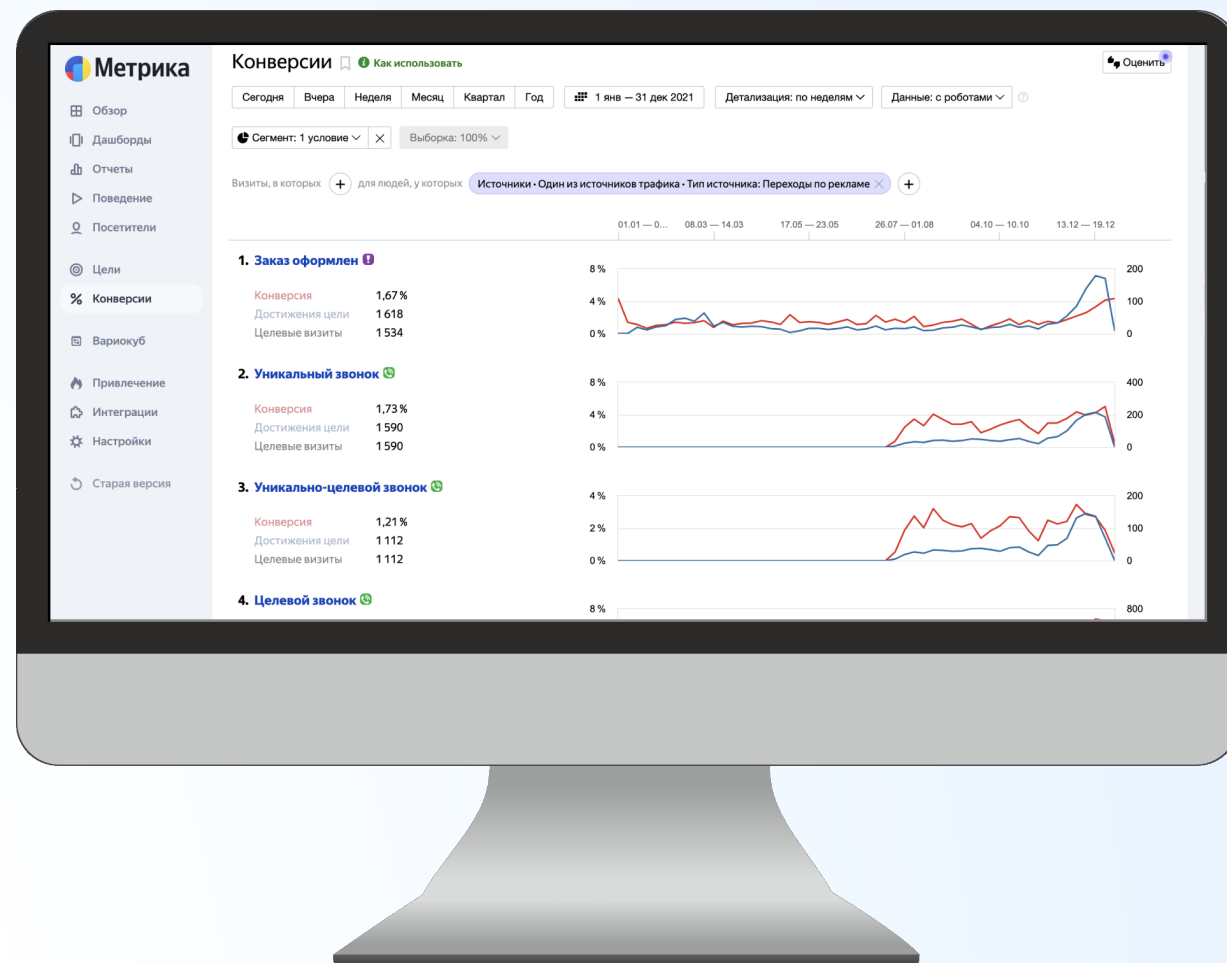 Метрика
Обзор
Дашборды
Отчеты
Поведение
Посетители
Цели
Конверсии
Вариокуб
Привлечение
Интеграции
Настройки
Старая версия
Конверсии Как использовать
Оценить
Сегодня Вчера Неделя Месяц Квартал Год 1 янв — 31 дек 2021 Детализация: по неделям Данные: с роботами
Сегмент: 1 условие Выборка: 100%
Визиты, в которых + для людей, у которых Источники • Один из источников трафика • Тип источника: Переходы по рекламе +
01.01 — 0... 08.03 — 14.03 17.05 — 23.05 26.07 — 01.08 04.10 — 10.10 13.12 — 19.12
1. Заказ оформлен
Конверсия 1,67%
Достижения цели 1 618
Целевые визиты 1 534
8% 200
4% 100
0% 0
2. Уникальный звонок
Конверсия 1,73%
Достижения цели 1 590
Целевые визиты 1 590
8% 400
4% 200
0% 0
3. Уникально-целевой звонок
Конверсия 1,21%
Достижения цели 1 112
Целевые визиты 1 112
4% 200
2% 100
0% 0
4. Целевой звонок
8% 800